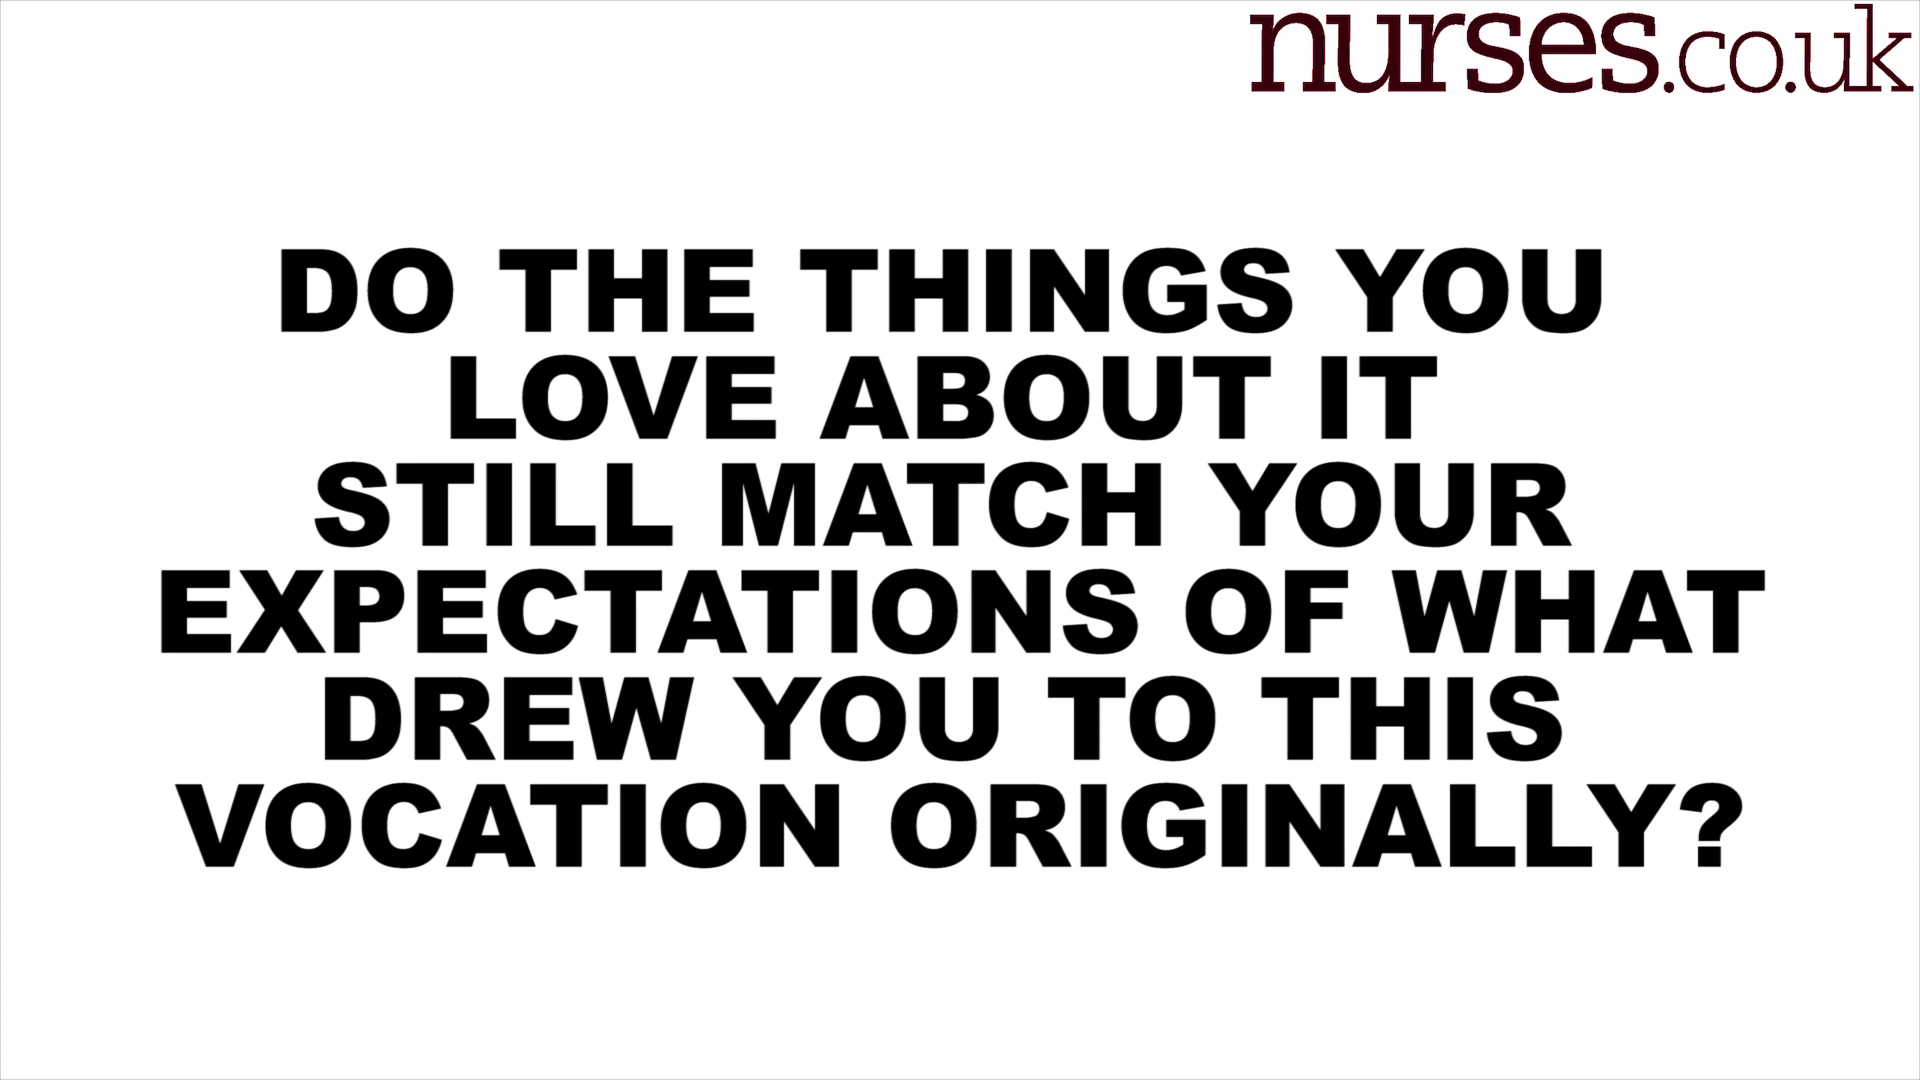 nurses.co.uk
DO THE THINGS YOU
LOVE ABOUT IT
STILL MATCH YOUR
EXPECTATIONS OF WHAT
DREW YOU TO THIS
VOCATION ORIGINALLY?